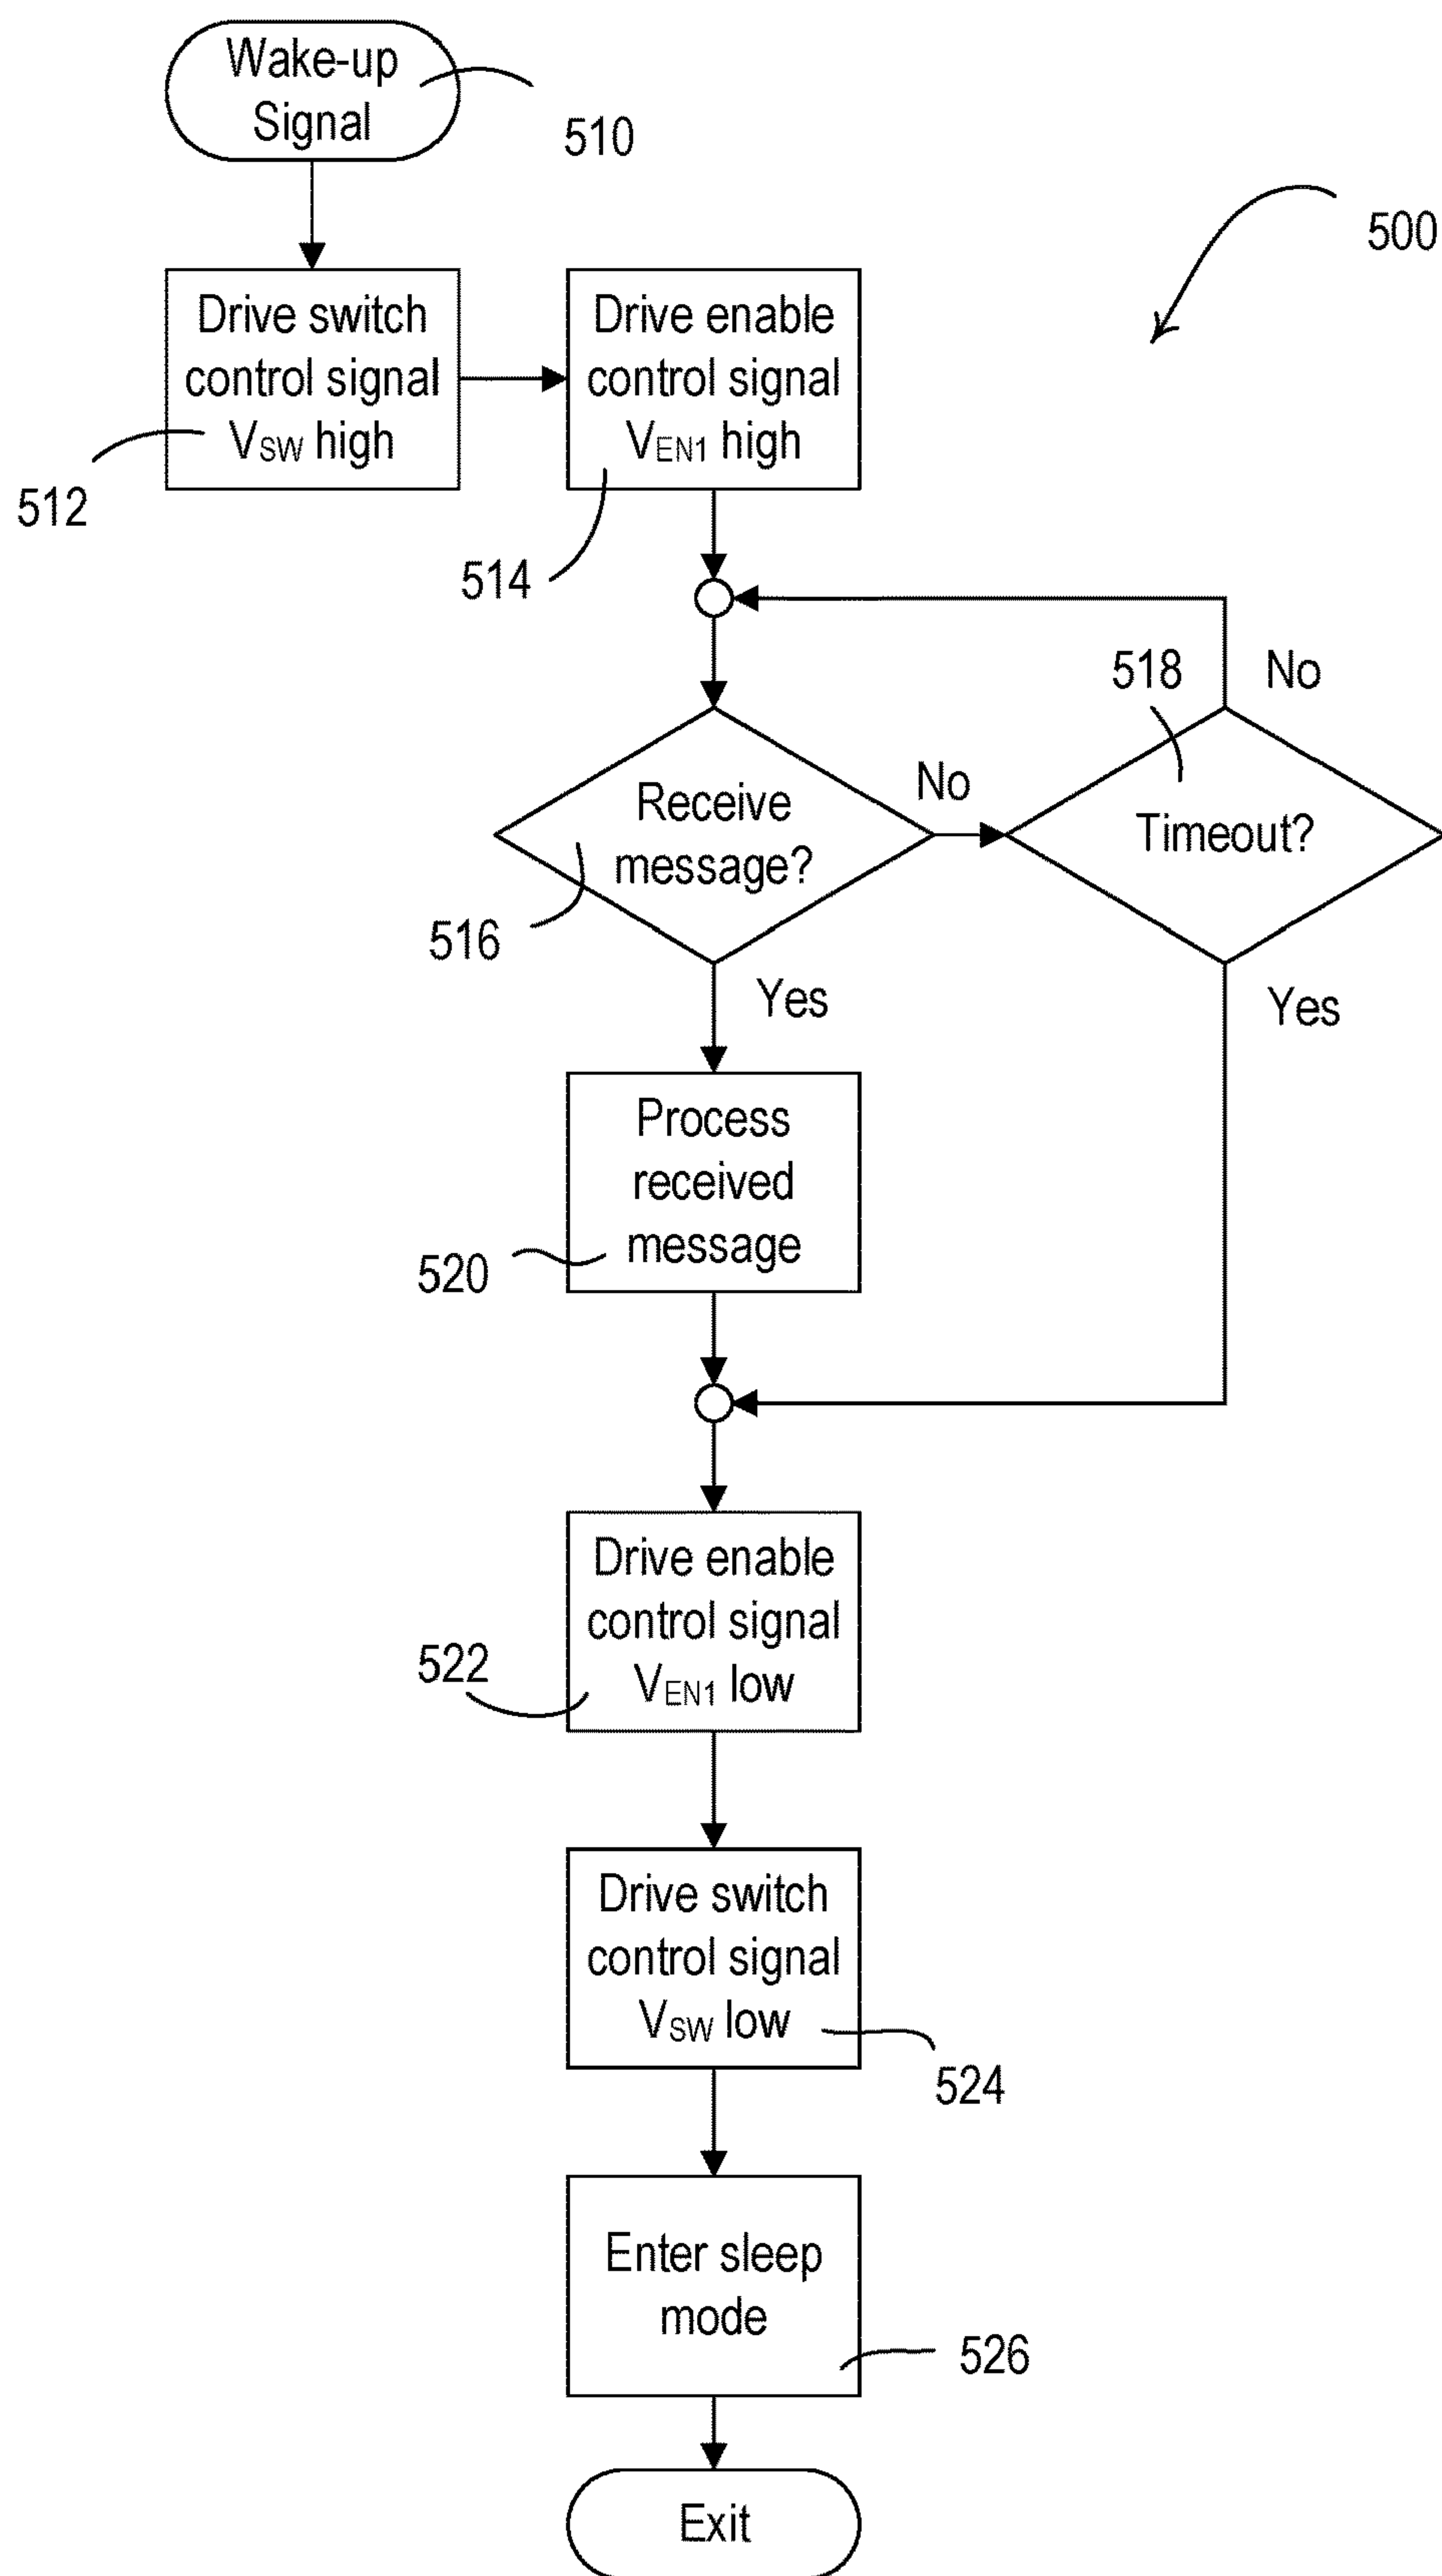 Wake-up
Signal
510
500
Drive switch
control signal
VSW high
512
Drive enable
control signal
VEN1 high
514
518
No
Receive
message?
No
Timeout?
516
Yes
Yes
Process
received
message
520
Drive enable
control signal
VEN1 low
522
Drive switch
control signal
VSW low
524
Enter sleep
mode
526
Exit